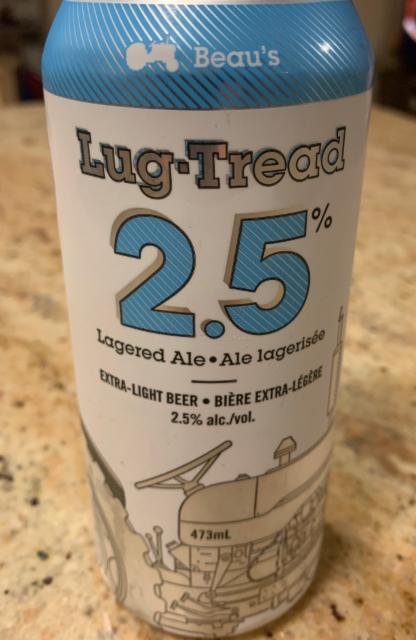 Beau's
Lug·Tread
2.5%
Lagered Ale • Ale lagerisée
EXTRA-LIGHT BEER • BIÈRE EXTRA-LÉGÈRE
2.5% alc./vol.
473mL